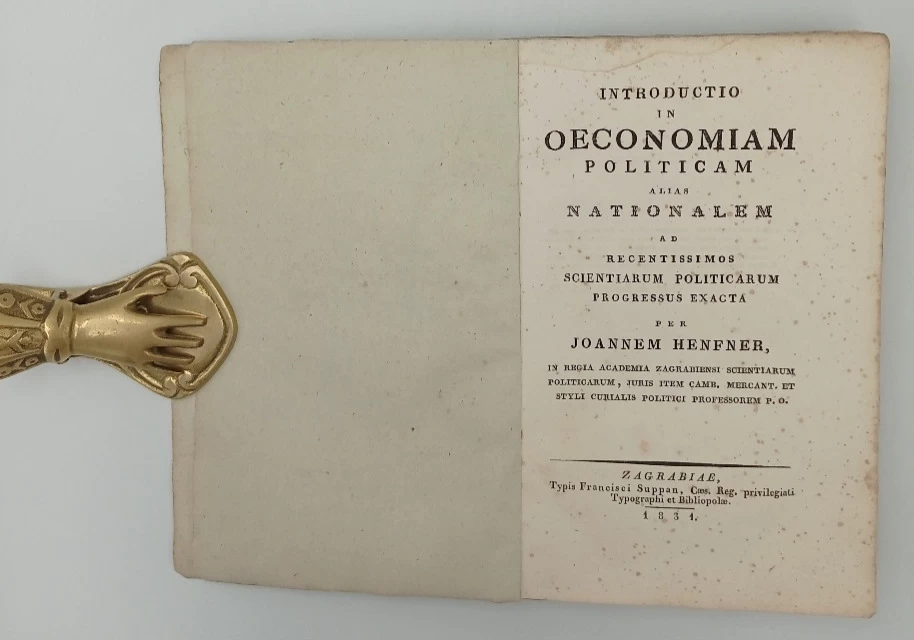 INTRODUCTIO
IN
OECONOMIAM
POLITICAM
ALIAS
NATIONALEM
AD
RECENTISSIMOS
SCIENTIARUM POLITICARUM
PROGRESSUS EXACTA
PER
JOANNEM HENFNER,
IN REGIA ACADEMIA ZAGRABIENSI SCIENTIARUM
POLITICARUM, JURIS ITEM CAMB. MERCANT. ET
STYLI CURIALIS POLITICI PROFESSOREM P. O.
ZAGRABIAE,
Typis Francisci Suppan, Cæs. Reg. privilegiati
Typographi et Bibliopolæ.
1831.